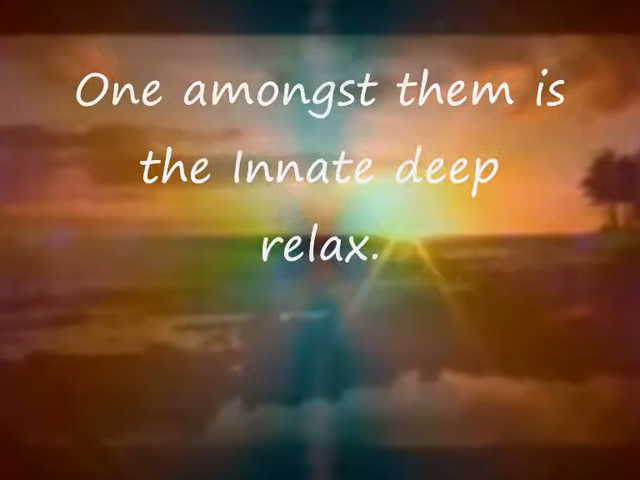 One amongst them is
the Innate deep
relax.